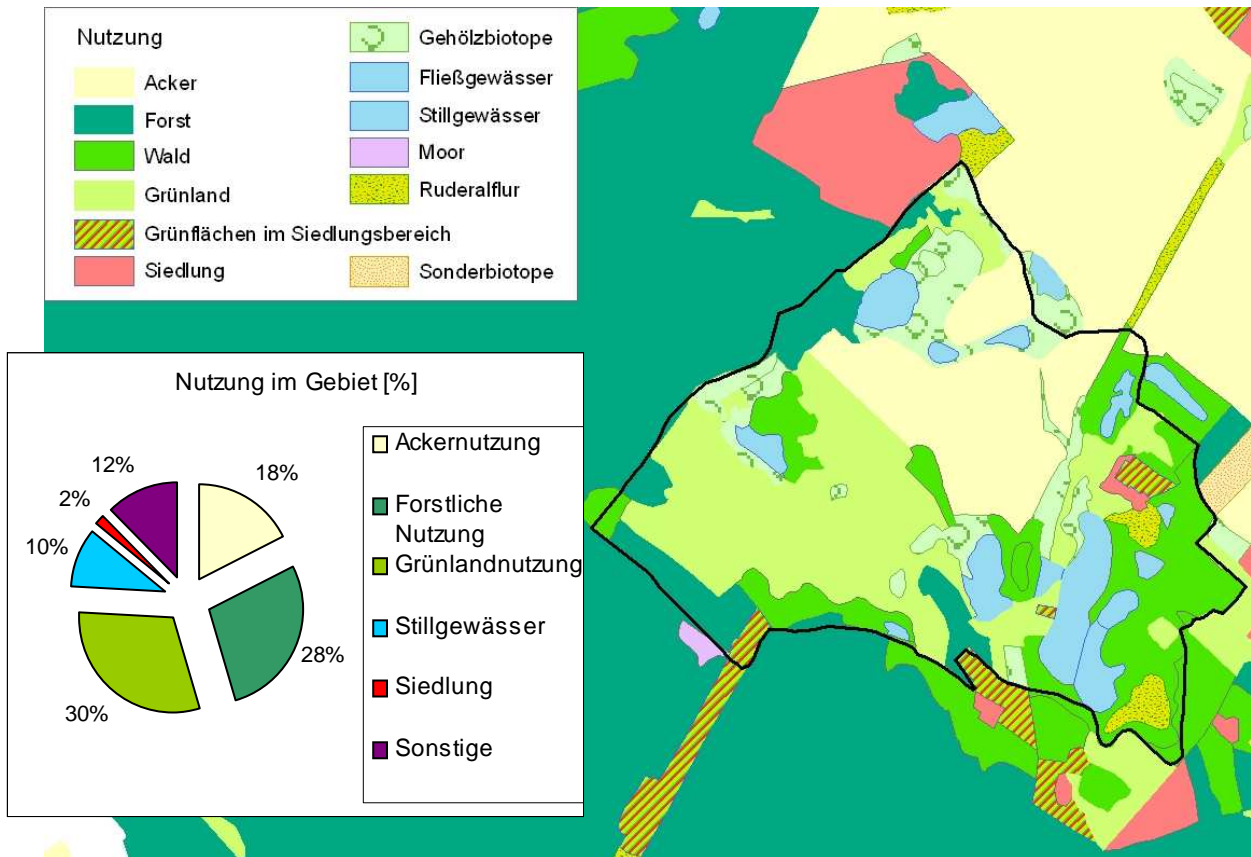 Nutzung
Acker
Forst
Wald
Grünland
Grünflächen im Siedlungsbereich
Siedlung
Gehölzbiotope
Fließgewässer
Stillgewässer
Moor
Ruderalflur
Sonderbiotope
Nutzung im Gebiet [%]
18%
28%
30%
10%
2%
12%
Ackernutzung
Forstliche
Nutzung
Grünlandnutzung
Stillgewässer
Siedlung
Sonstige